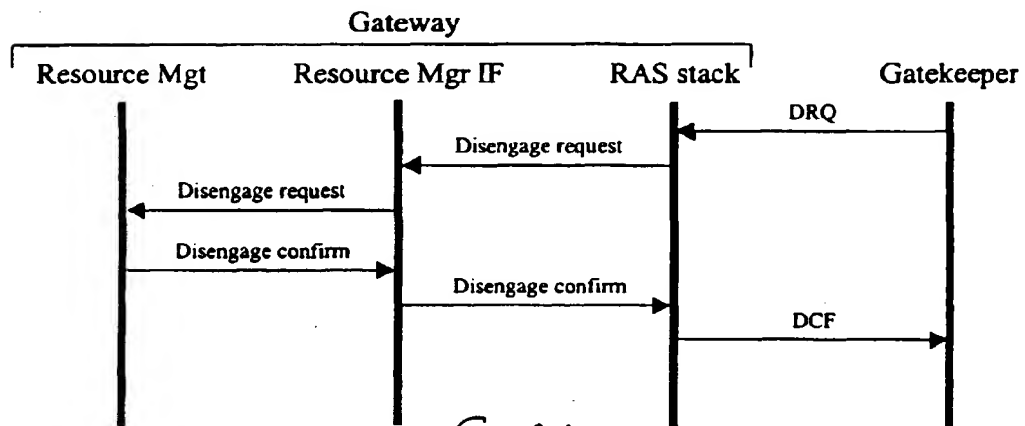 Gateway
Resource Mgt Resource Mgr IF RAS stack Gatekeeper
DRQ
Disengage request
Disengage request
Disengage confirm
Disengage confirm
DCF